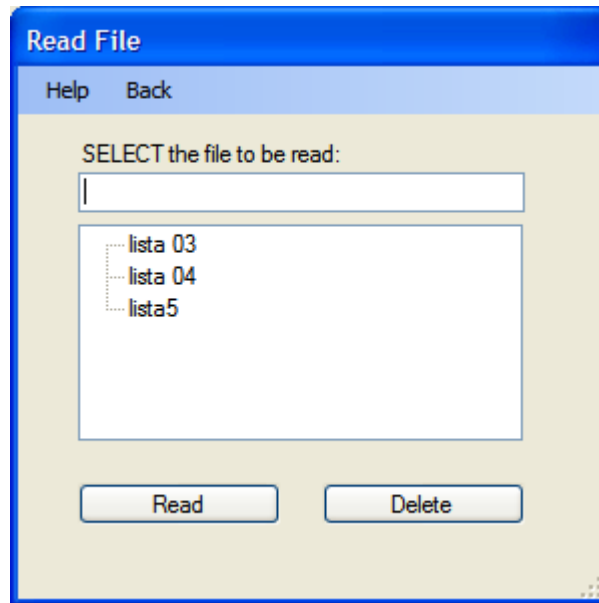 Read File
Help Back
SELECT the file to be read:
lista 03
lista 04
lista5
Read Delete